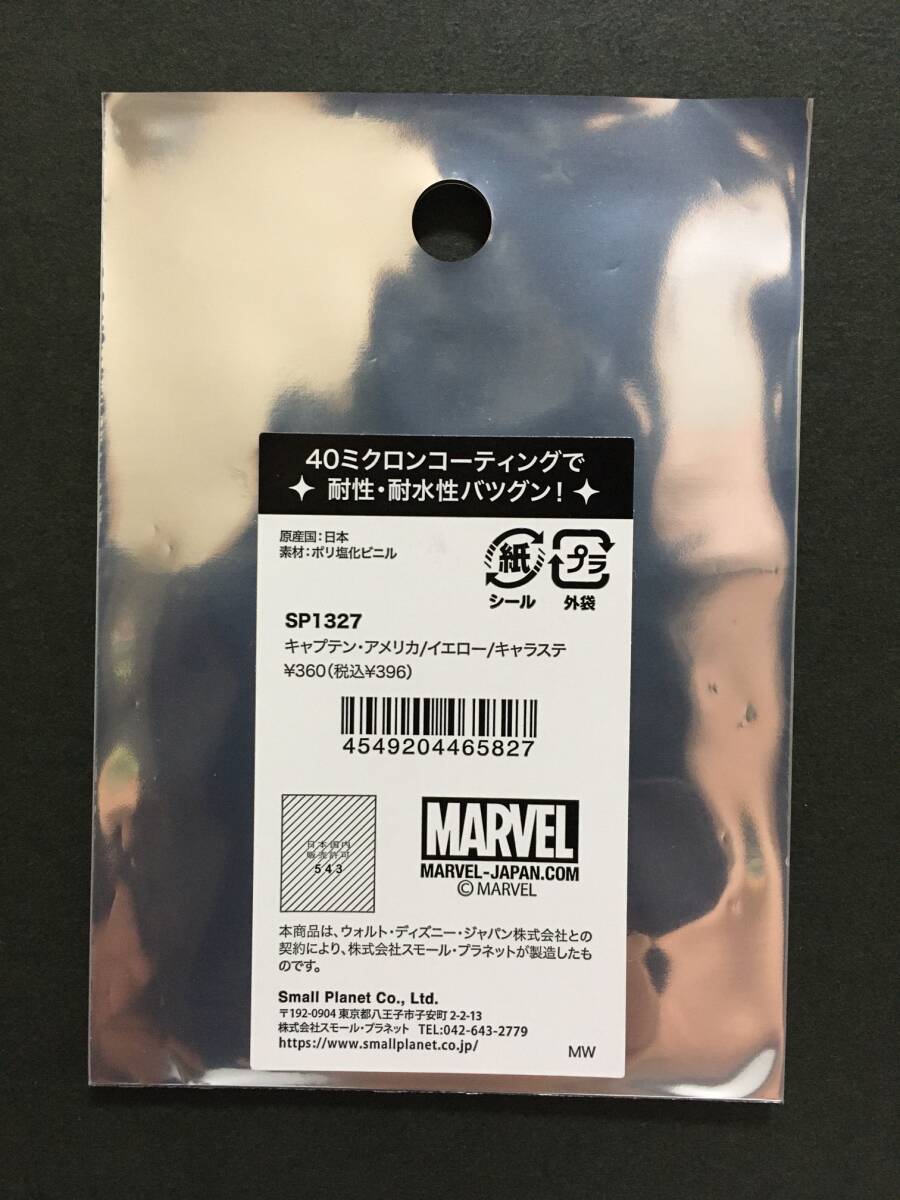 40ミクロンコーティングで
耐性・耐水性バツグン!
原産国:日本
素材:ポリ塩化ビニル
紙
シール
プラ
外袋
SP1327
キャプテン・アメリカ/イエロー/キャラステ
¥360(税込¥396)
4549204465827
日本国内
販売許可
543
MARVEL
MARVEL-JAPAN.COM
©MARVEL
本商品は、ウォルト・ディズニー・ジャパン株式会社との
契約により、株式会社スモール・プラネットが製造したも
のです。
Small Planet Co., Ltd.
〒192-0904 東京都八王子市子安町 2-2-13
株式会社スモール・プラネット TEL:042-643-2779
https://www.smallplanet.co.jp/
MW